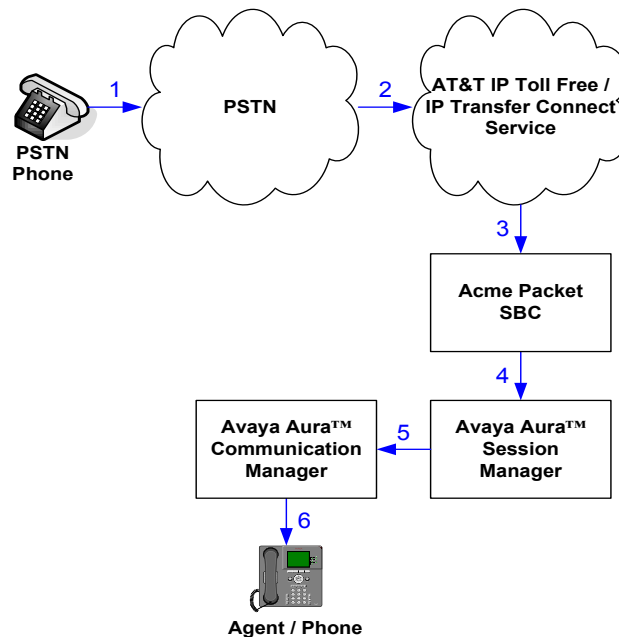 1
2
PSTN
Phone
PSTN
AT&T IP Toll Free /
IP Transfer Connect
Service
3
Acme Packet
SBC
4
Avaya Aura™
Session
Manager
5
Avaya Aura™
Communication
Manager
6
Agent / Phone